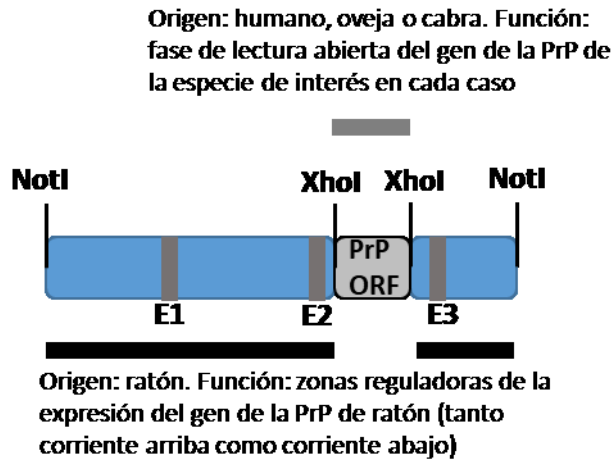 Origen: humano, oveja o cabra. Función:
fase de lectura abierta del gen de la PrP de
la especie de interés en cada caso
NotI XhoI XhoI NotI
PrP
ORF
E1 E2 E3
Origen: ratón. Función: zonas reguladoras de la
expresión del gen de la PrP de ratón (tanto
corriente arriba como corriente abajo)